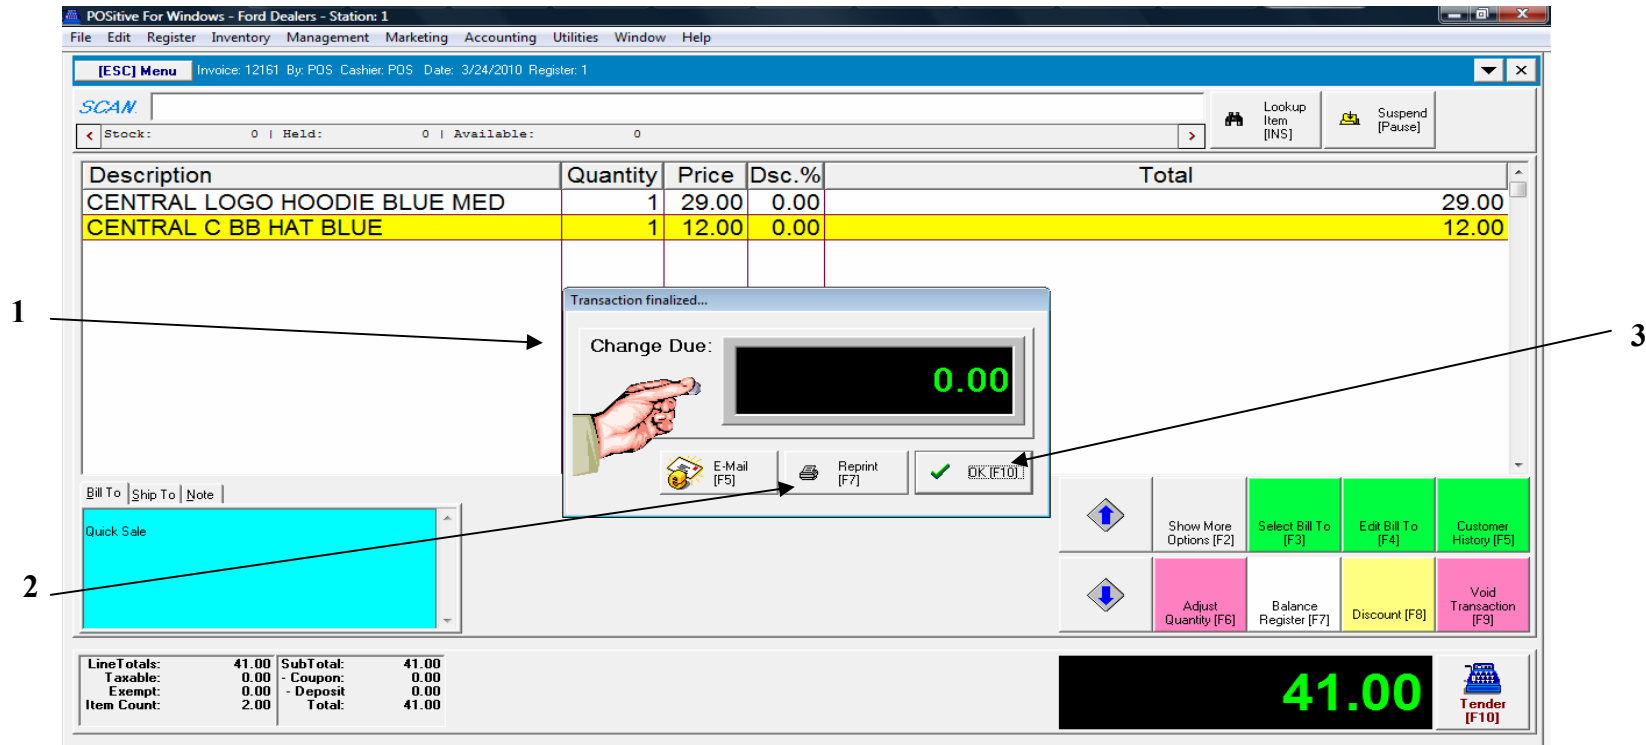 POSitive For Windows - Ford Dealers - Station: 1
File Edit Register Inventory Management Marketing Accounting Utilities Window Help
[ESC] Menu Invoice: 12161 By: POS Cashier: POS Date: 3/24/2010 Register: 1
SCAN.
Lookup Item [INS]
Suspend [Pause]
Stock: 0 | Held: 0 | Available: 0
Description Quantity Price Dsc.% Total
CENTRAL LOGO HOODIE BLUE MED 1 29.00 0.00 29.00
CENTRAL C BB HAT BLUE 1 12.00 0.00 12.00
1
Transaction finalized...
Change Due: 0.00
3
E-Mail [F5]
Reprint [F7]
OK [F10]
Bill To Ship To Note
Quick Sale
2
Show More Options [F2]
Select Bill To [F3]
Edit Bill To [F4]
Customer History [F5]
Adjust Quantity [F6]
Balance Register [F7]
Discount [F8]
Void Transaction [F9]
LineTotals: 41.00 SubTotal: 41.00
Taxable: 0.00 - Coupon: 0.00
Exempt: 0.00 - Deposit 0.00
Item Count: 2.00 Total: 41.00
41.00
Tender [F10]